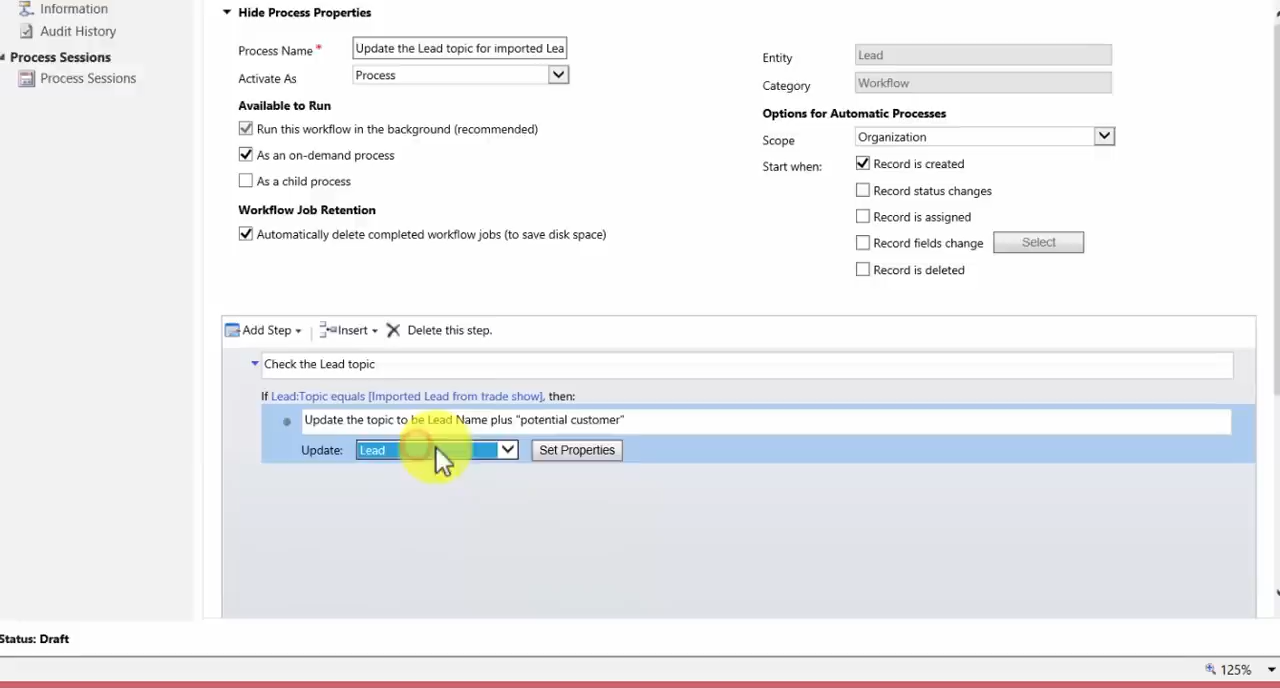 Information
Audit History
Process Sessions
Process Sessions
Hide Process Properties
Process Name * Update the Lead topic for imported Lea
Activate As Process
Available to Run
Run this workflow in the background (recommended)
As an on-demand process
As a child process
Workflow Job Retention
Automatically delete completed workflow jobs (to save disk space)
Entity Lead
Category Workflow
Options for Automatic Processes
Scope Organization
Start when: Record is created
Record status changes
Record is assigned
Record fields change Select
Record is deleted
Add Step Insert Delete this step.
Check the Lead topic
If Lead:Topic equals [Imported Lead from trade show], then:
Update the topic to be Lead Name plus "potential customer"
Update: Lead Set Properties
Status: Draft
125%